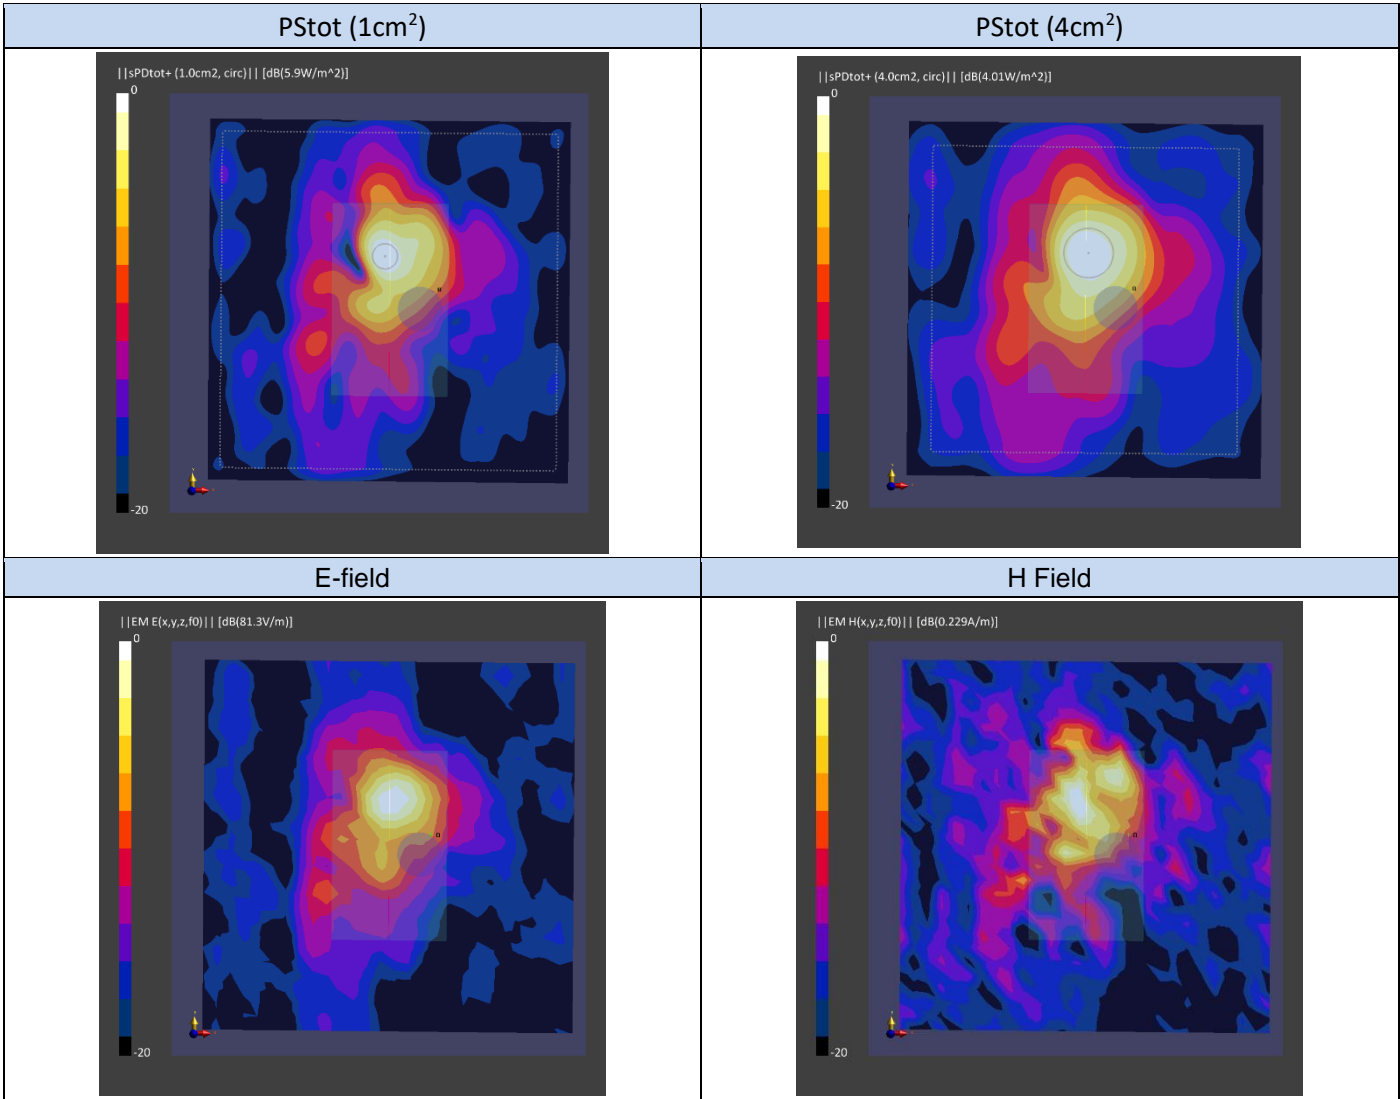 PStot (1cm²)
PStot (4cm²)
||sPDtot+ (1.0cm2, circ)|| [dB(5.9W/m^2)]
0
-20
||sPDtot+ (4.0cm2, circ)|| [dB(4.01W/m^2)]
0
-20
E-field
H Field
||EM E(x,y,z,f0)|| [dB(81.3V/m)]
0
-20
||EM H(x,y,z,f0)|| [dB(0.229A/m)]
0
-20